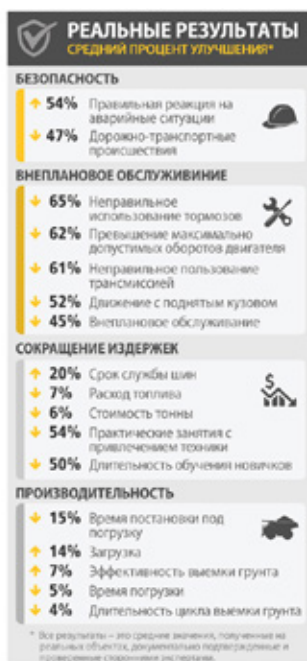 РЕАЛЬНЫЕ РЕЗУЛЬТАТЫ
СРЕДНИЙ ПРОЦЕНТ УЛУЧШЕНИЯ*
БЕЗОПАСНОСТЬ
54% Правильная реакция на
аварийные ситуации
47% Дорожно-транспортные
происшествия
ВНЕПЛАНОВОЕ ОБСЛУЖИВИНИЕ
65% Неправильное
использование тормозов
62% Превышение максимально
допустимых оборотов двигателя
61% Неправильное пользование
трансмиссией
52% Движение с поднятым кузовом
45% Внеплановое обслуживание
СОКРАЩЕНИЕ ИЗДЕРЖЕК
20% Срок службы шин
7% Расход топлива
6% Стоимость тонны
54% Практические занятия с
привлечением техники
50% Длительность обучения новичков
ПРОИЗВОДИТЕЛЬНОСТЬ
15% Время постановки под
погрузку
14% Загрузка
7% Эффективность выемки грунта
5% Время погрузки
4% Длительность цикла выемки грунта
* Все результаты – это средние значения, полученные на
реальных объектах, документально подтвержденные и
проверенные сторонними экспертами.